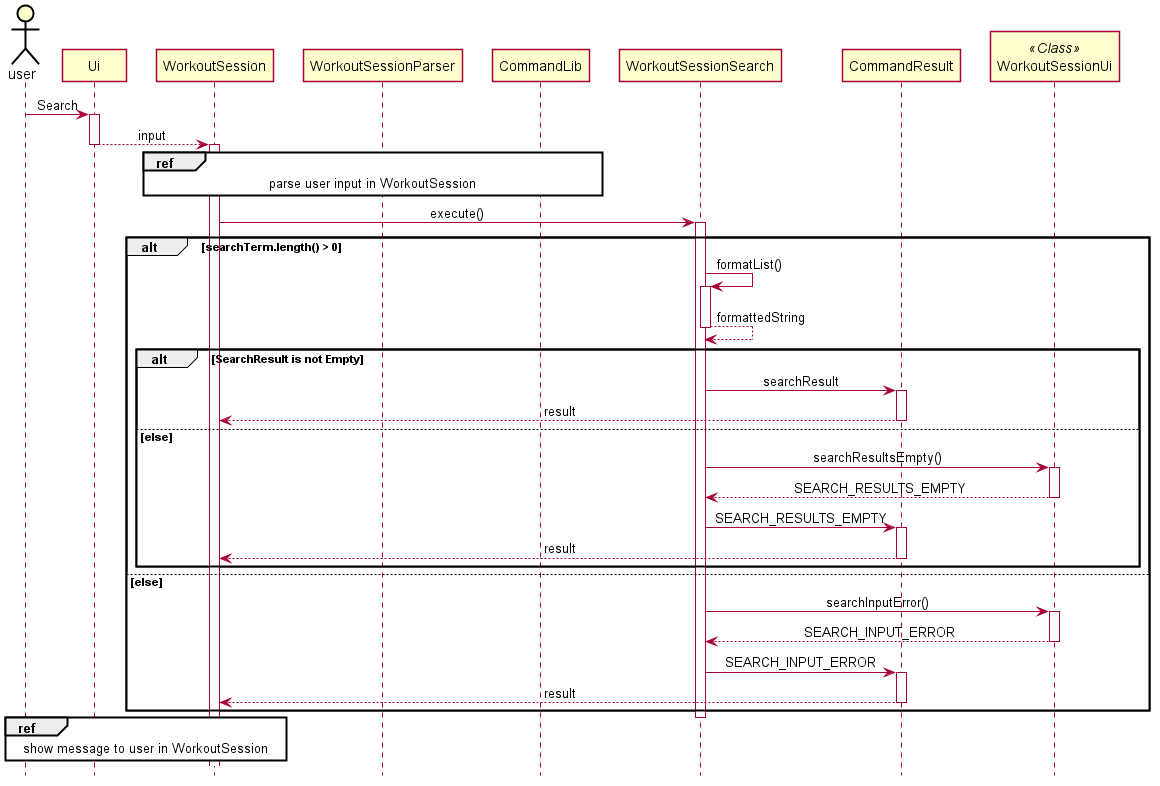 user
Ui
WorkoutSession
WorkoutSessionParser
CommandLib
WorkoutSessionSearch
CommandResult
«Class»
WorkoutSessionUi
Search
input
ref
parse user input in WorkoutSession
execute()
alt [searchTerm.length() > 0]
formatList()
formattedString
alt [SearchResult is not Empty]
searchResult
result
[else]
searchResultsEmpty()
SEARCH_RESULTS_EMPTY
SEARCH_RESULTS_EMPTY
result
[else]
searchInputError()
SEARCH_INPUT_ERROR
SEARCH_INPUT_ERROR
result
ref
show message to user in WorkoutSession